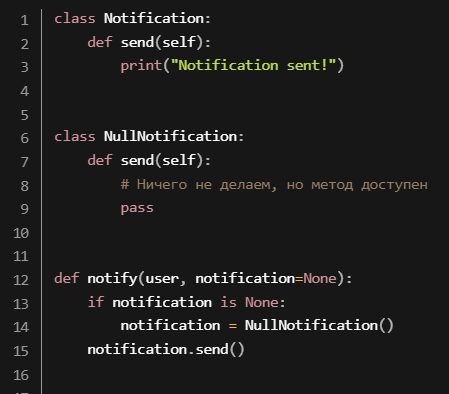 1 class Notification:
2     def send(self):
3         print("Notification sent!")
4
5
6 class NullNotification:
7     def send(self):
8         # Ничего не делаем, но метод доступен
9         pass
10
11
12 def notify(user, notification=None):
13     if notification is None:
14         notification = NullNotification()
15     notification.send()
16